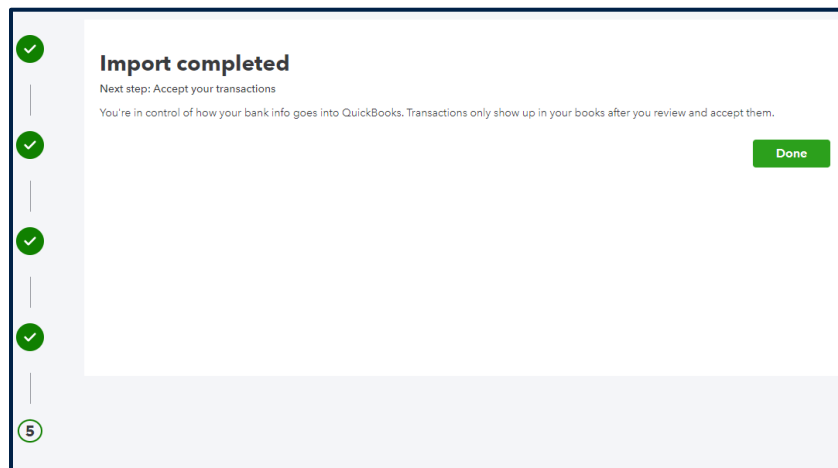 Import completed
Next step: Accept your transactions
You're in control of how your bank info goes into QuickBooks. Transactions only show up in your books after you review and accept them.
Done
5